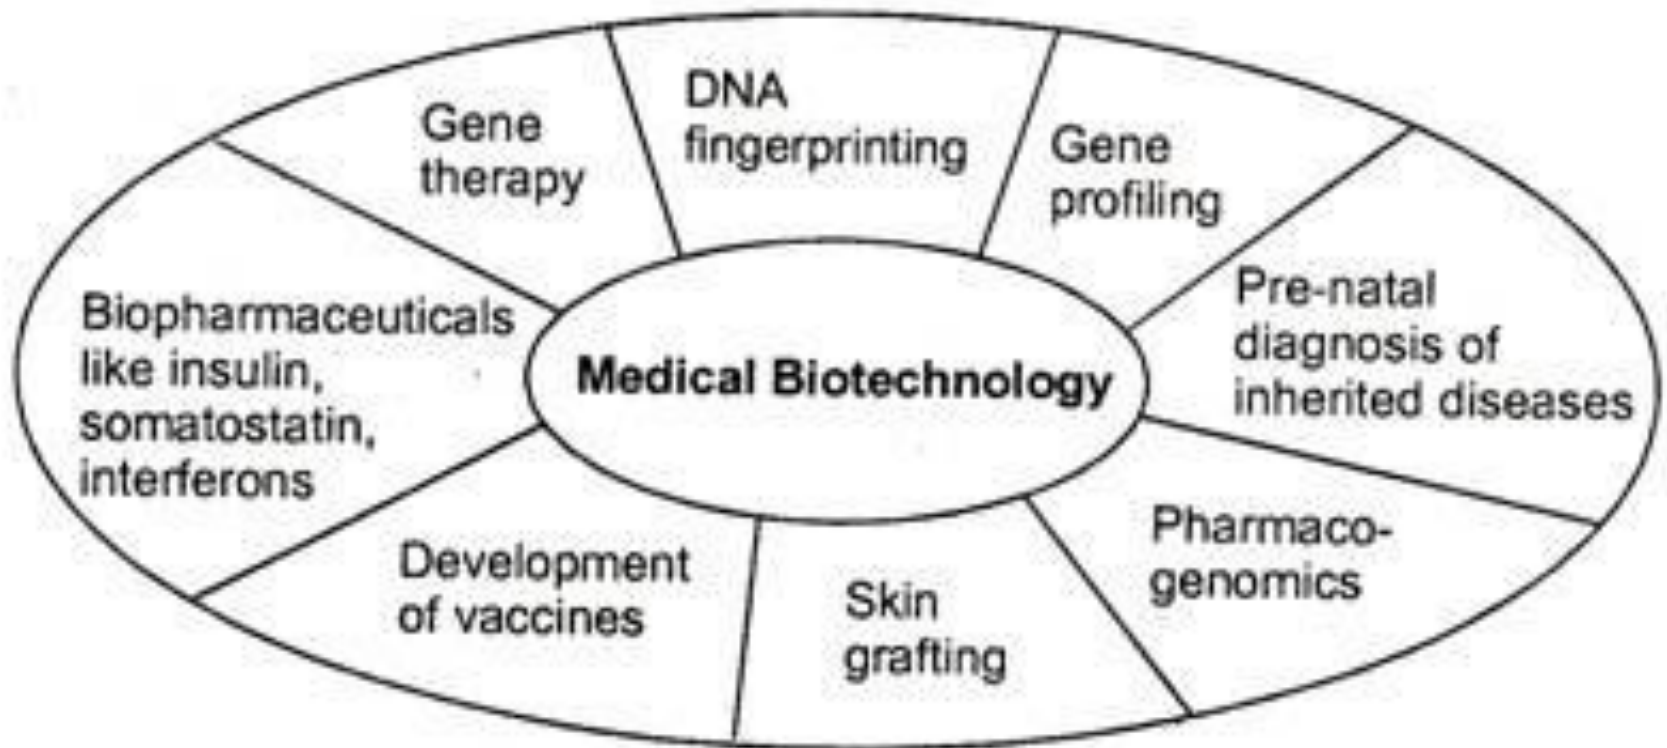 DNA
fingerprinting
Gene
therapy
Gene
profiling
Pre-natal
diagnosis of
inherited diseases
Biopharmaceuticals
like insulin,
somatostatin,
interferons
Medical Biotechnology
Pharmaco-
genomics
Development
of vaccines
Skin
grafting